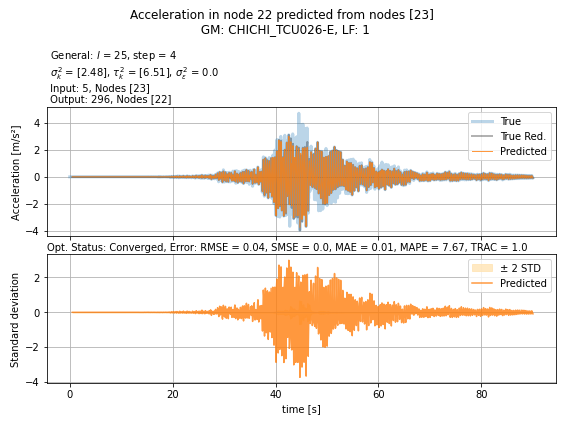 Acceleration in node 22 predicted from nodes [23]
GM: CHICHI_TCU026-E, LF: 1
General: l = 25, step = 4
σ²ₖ = [2.48], τ²ₖ = [6.51], σ²ε = 0.0
Input: 5, Nodes [23]
Output: 296, Nodes [22]
Acceleration [m/s²]
4
2
0
−2
−4
True
True Red.
Predicted
Opt. Status: Converged, Error: RMSE = 0.04, SMSE = 0.0, MAE = 0.01, MAPE = 7.67, TRAC = 1.0
Standard deviation
2
0
−2
−4
± 2 STD
Predicted
0 20 40 60 80
time [s]